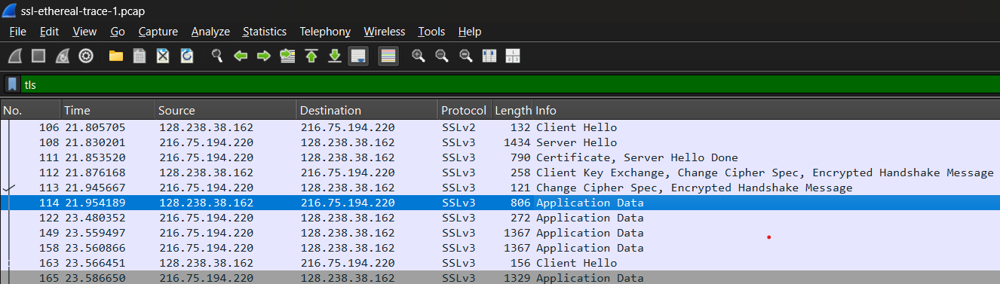 ssl-ethereal-trace-1.pcap
File Edit View Go Capture Analyze Statistics Telephony Wireless Tools Help
tls
No. Time Source Destination Protocol Length Info
106 21.805705 128.238.38.162 216.75.194.220 SSLv2 132 Client Hello
108 21.830201 216.75.194.220 128.238.38.162 SSLv3 1434 Server Hello
111 21.853520 216.75.194.220 128.238.38.162 SSLv3 790 Certificate, Server Hello Done
112 21.876168 128.238.38.162 216.75.194.220 SSLv3 258 Client Key Exchange, Change Cipher Spec, Encrypted Handshake Message
113 21.945667 216.75.194.220 128.238.38.162 SSLv3 121 Change Cipher Spec, Encrypted Handshake Message
114 21.954189 128.238.38.162 216.75.194.220 SSLv3 806 Application Data
122 23.480352 216.75.194.220 128.238.38.162 SSLv3 272 Application Data
149 23.559497 216.75.194.220 128.238.38.162 SSLv3 1367 Application Data
158 23.560866 216.75.194.220 128.238.38.162 SSLv3 1367 Application Data
163 23.566451 128.238.38.162 216.75.194.220 SSLv3 156 Client Hello
165 23.586650 216.75.194.220 128.238.38.162 SSLv3 1329 Application Data